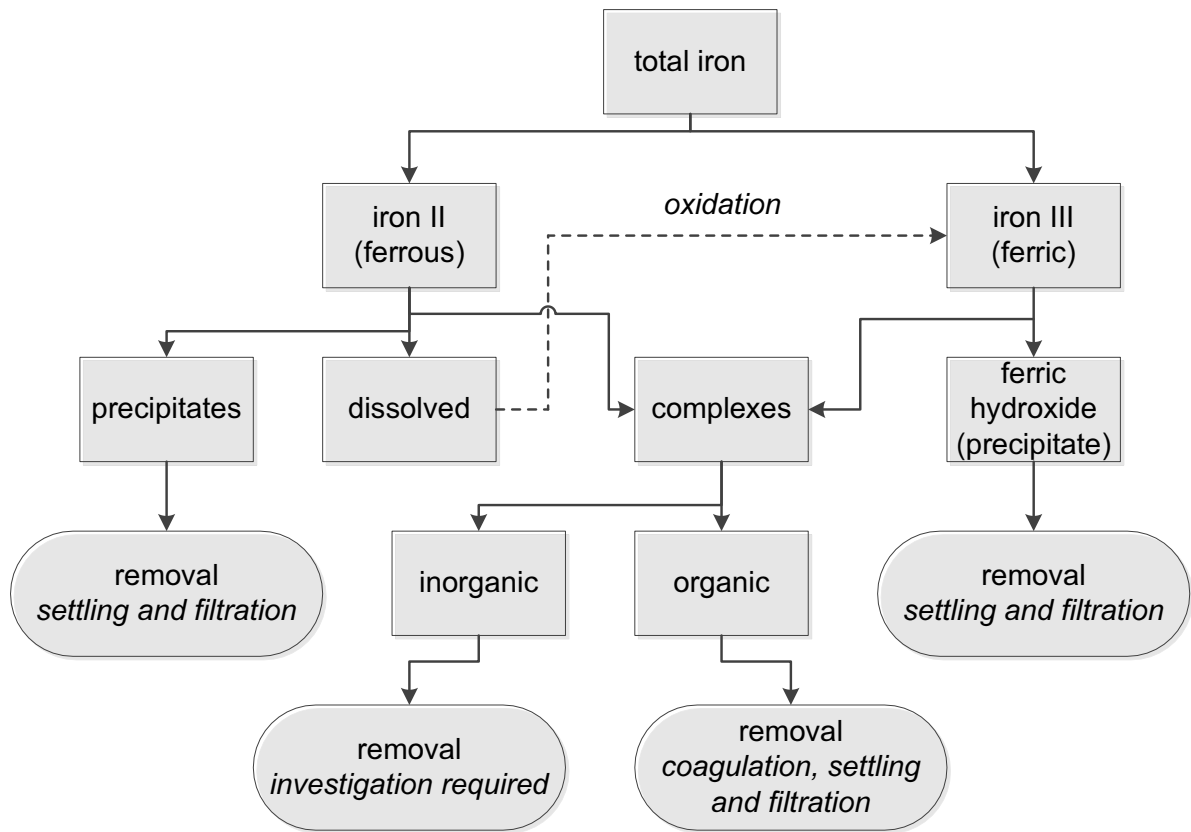 total iron
iron II
(ferrous)
oxidation
iron III
(ferric)
precipitates
dissolved
complexes
ferric
hydroxide
(precipitate)
removal
settling and filtration
inorganic
organic
removal
settling and filtration
removal
investigation required
removal
coagulation, settling
and filtration